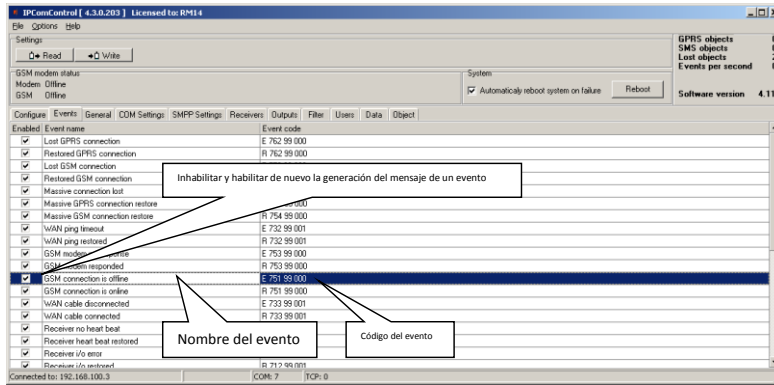 IPComControl [ 4.3.0.203 ] Licensed to: RM14
File Options Help
Settings
Read Write
GSM modem status
Modem Offline
GSM Offline
System
Automaticaly reboot system on failure
Reboot
GPRS objects
SMS objects
Lost objects
Events per second
Software version 4.11
Configure Events General COM Settings SMPP Settings Receivers Outputs Filter Users Data Object
Enabled Event name Event code
Lost GPRS connection E 762 99 000
Restored GPRS connection R 762 99 000
Lost GSM connection
Restored GSM connection
Inhabilitar y habilitar de nuevo la generación del mensaje de un evento
Massive connection lost
Massive GPRS connection restore
Massive GSM connection restore R 754 99 000
WAN ping timeout E 732 99 001
WAN ping restored R 732 99 001
GSM modem E 753 99 000
GSM modem responded R 753 99 000
GSM connection is offline E 751 99 000
GSM connection is online R 751 99 000
WAN cable disconnected E 733 99 001
WAN cable connected R 733 99 001
Receiver no heart beat
Receiver heart beat restored
Nombre del evento
Código del evento
Receiver i/o error
Receiver i/o restored R 712 99 001
Connected to: 192.168.100.3 COM: 7 TCP: 0